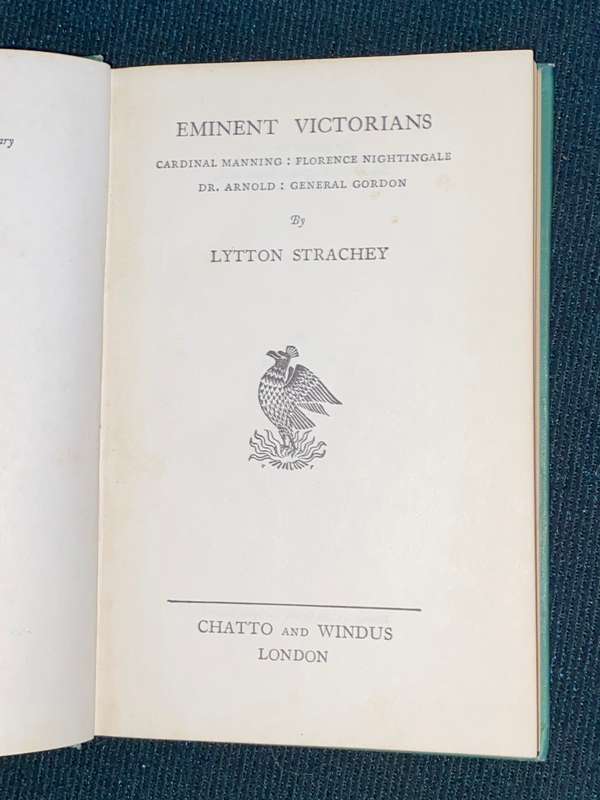 EMINENT VICTORIANS
CARDINAL MANNING : FLORENCE NIGHTINGALE
DR. ARNOLD : GENERAL GORDON
By
LYTTON STRACHEY
CHATTO AND WINDUS
LONDON